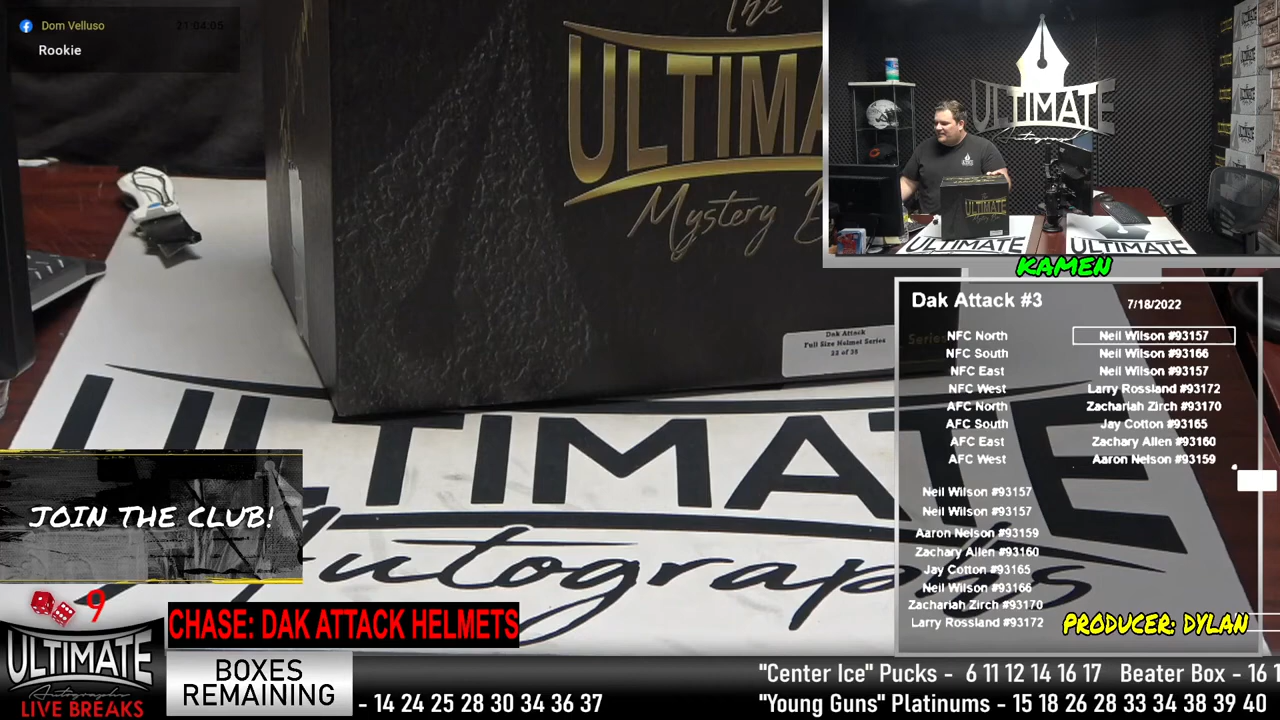 Dom Velluso 21:04:05
Rookie
The
ULTIMA
Mystery B
Dak Attack
Full Size Helmet Series
22 of 35
Series
ULTIMATE
ULTIMATE
Mystery Box
ULTIMATE
ULTIMATE
KAMEN
Dak Attack #3 7/18/2022
NFC North Neil Wilson #93157
NFC South Neil Wilson #93166
NFC East Neil Wilson #93157
NFC West Larry Rossland #93172
AFC North Zachariah Zirch #93170
AFC South Jay Cotton #93165
AFC East Zachary Allen #93160
AFC West Aaron Nelson #93159
Neil Wilson #93157
Neil Wilson #93157
Aaron Nelson #93159
Zachary Allen #93160
Jay Cotton #93165
Neil Wilson #93166
Zachariah Zirch #93170
Larry Rossland #93172
PRODUCER: DYLAN
ULTIMATE
Autographs
JOIN THE CLUB!
9
ULTIMATE
Autographs
LIVE BREAKS
CHASE: DAK ATTACK HELMETS
BOXES
REMAINING
"Center Ice" Pucks - 6 11 12 14 16 17 Beater Box - 16 1
- 14 24 25 28 30 34 36 37 "Young Guns" Platinums - 15 18 26 28 33 34 38 39 40